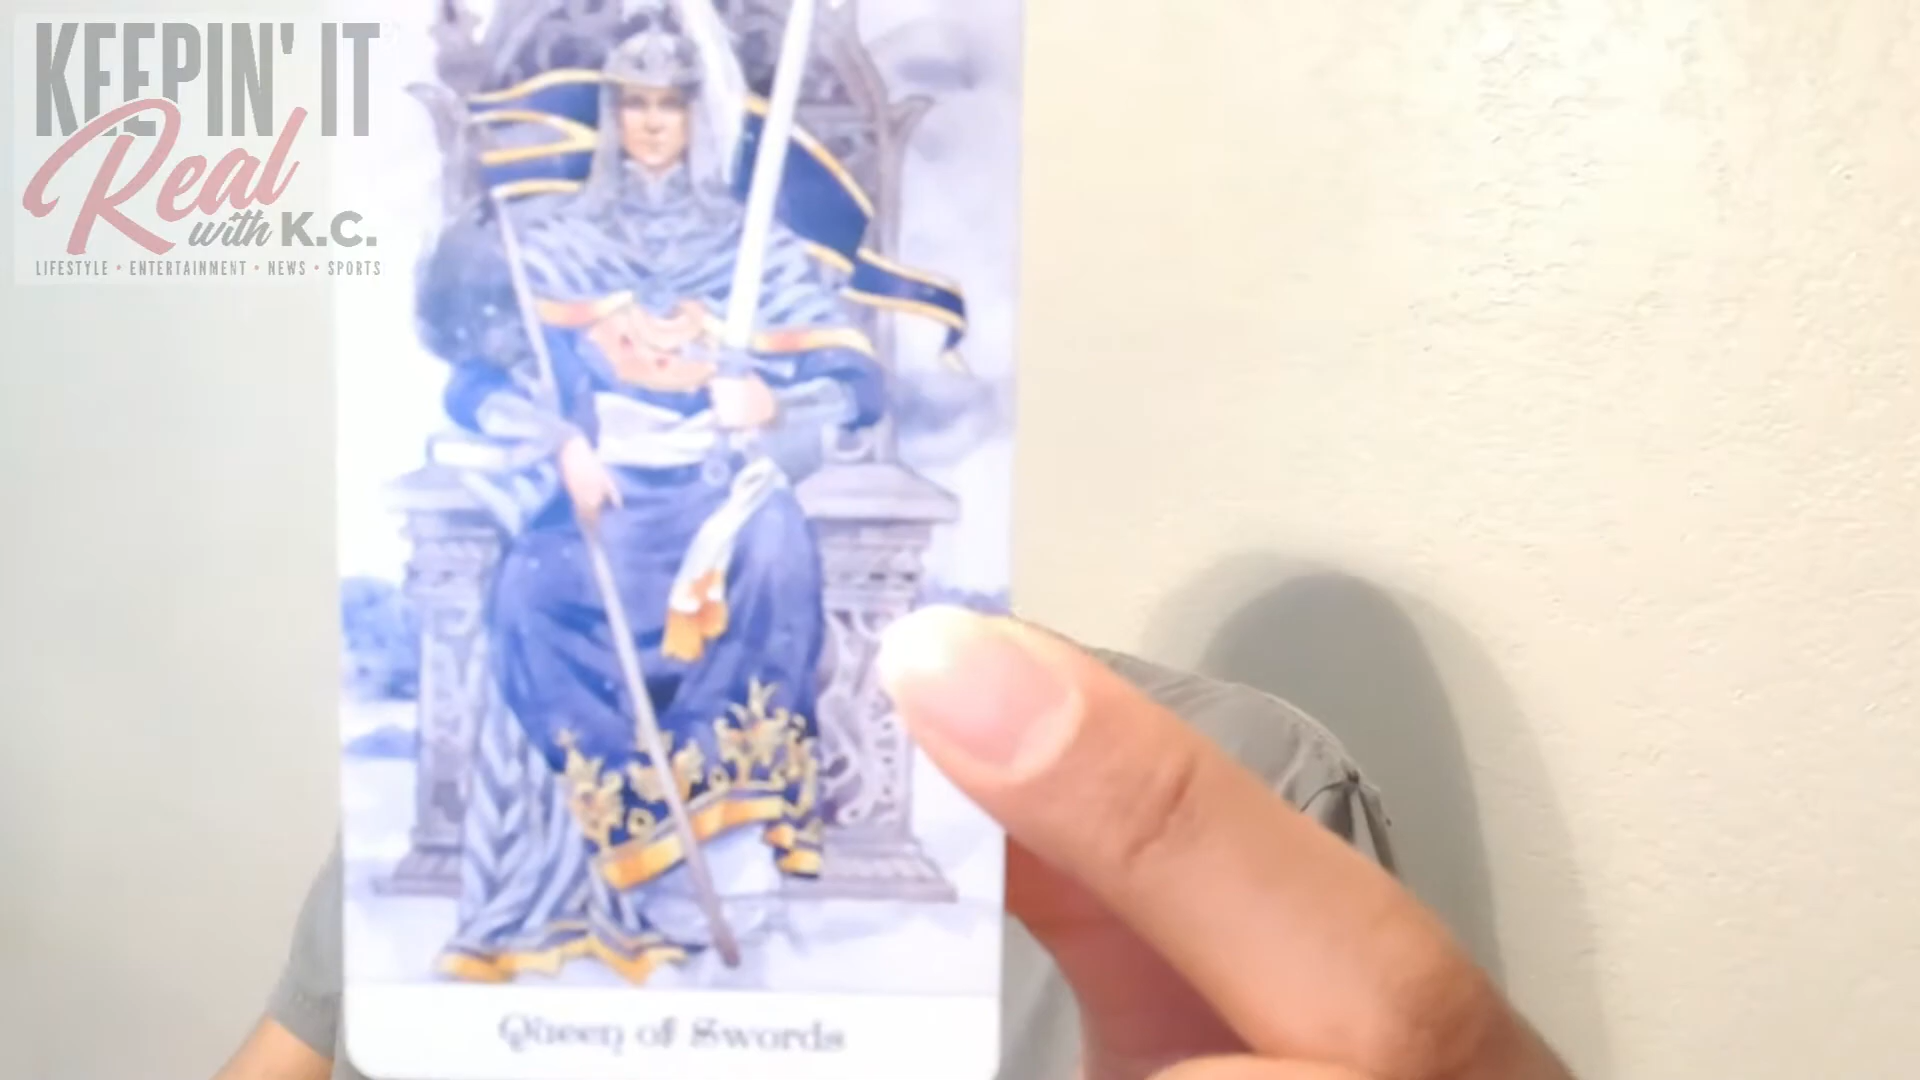 KEEPIN' IT
Real
with K.C.
LIFESTYLE • ENTERTAINMENT • NEWS • SPORTS
Queen of Swords